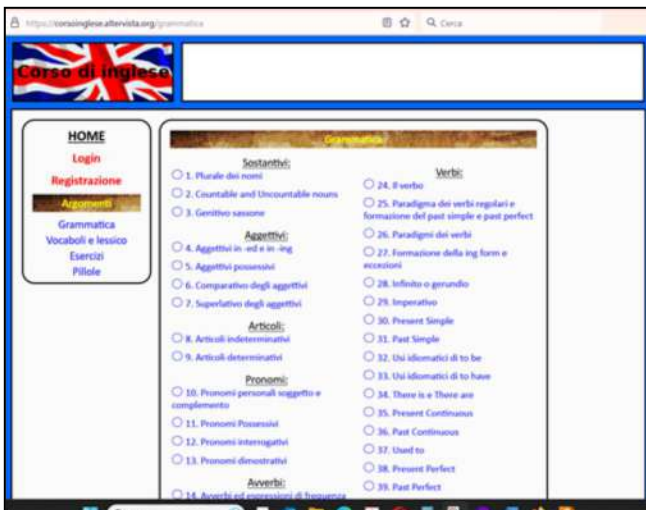 https://corsoinglese.altervista.org/grammatica
Cerca
Corso di inglese
HOME
Login
Registrazione
Argomenti
Grammatica
Vocaboli e lessico
Esercizi
Pillole
Grammatica
Sostantivi:
1. Plurale dei nomi
2. Countable and Uncountable nouns
3. Genitivo sassone
Aggettivi:
4. Aggettivi in -ed e in -ing
5. Aggettivi possessivi
6. Comparativo degli aggettivi
7. Superlativo degli aggettivi
Articoli:
8. Articoli indeterminativi
9. Articoli determinativi
Pronomi:
10. Pronomi personali soggetto e
complemento
11. Pronomi Possessivi
12. Pronomi interrogativi
13. Pronomi dimostrativi
Avverbi:
14. Avverbi ed espressioni di frequenza
Verbi:
24. Il verbo
25. Paradigma dei verbi regolari e
formazione del past simple e past perfect
26. Paradigmi dei verbi
27. Formazione della ing form e
eccezioni
28. Infinito o gerundio
29. Imperativo
30. Present Simple
31. Past Simple
32. Usi idiomatici di to be
33. Usi idiomatici di to have
34. There is e There are
35. Present Continuous
36. Past Continuous
37. Used to
38. Present Perfect
39. Past Perfect